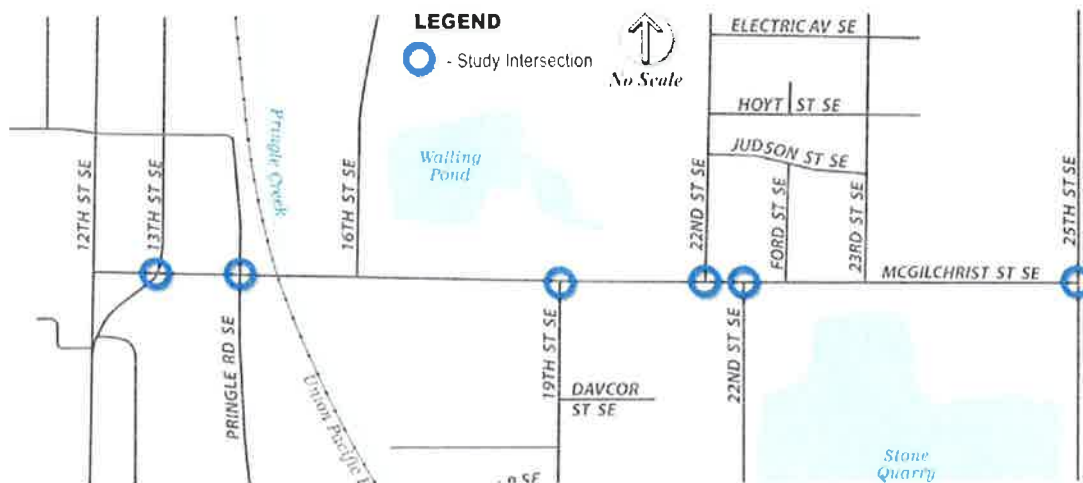 LEGEND
- Study Intersection
No Scale
ELECTRIC AV SE
HOYT ST SE
JUDSON ST SE
Pringle Creek
Walling
Pond
12TH ST SE
13TH ST SE
16TH ST SE
22ND ST SE
FORD ST SE
23RD ST SE
25TH ST SE
MCGILCHRIST ST SE
PRINGLE RD SE
Union Pacific
19TH ST SE
DAVCOR
ST SE
22ND ST SE
Stone
Quarry
SE